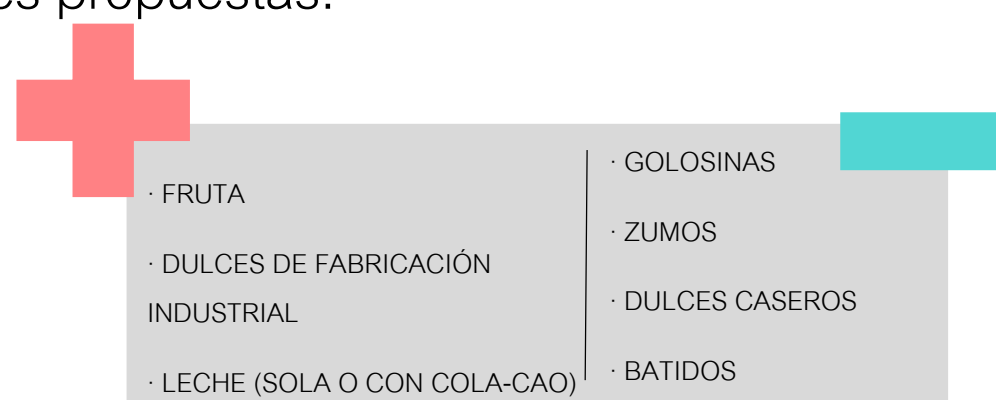 es propuestas:
· FRUTA
· DULCES DE FABRICACIÓN
INDUSTRIAL
· LECHE (SOLA O CON COLA-CAO)
· GOLOSINAS
· ZUMOS
· DULCES CASEROS
· BATIDOS